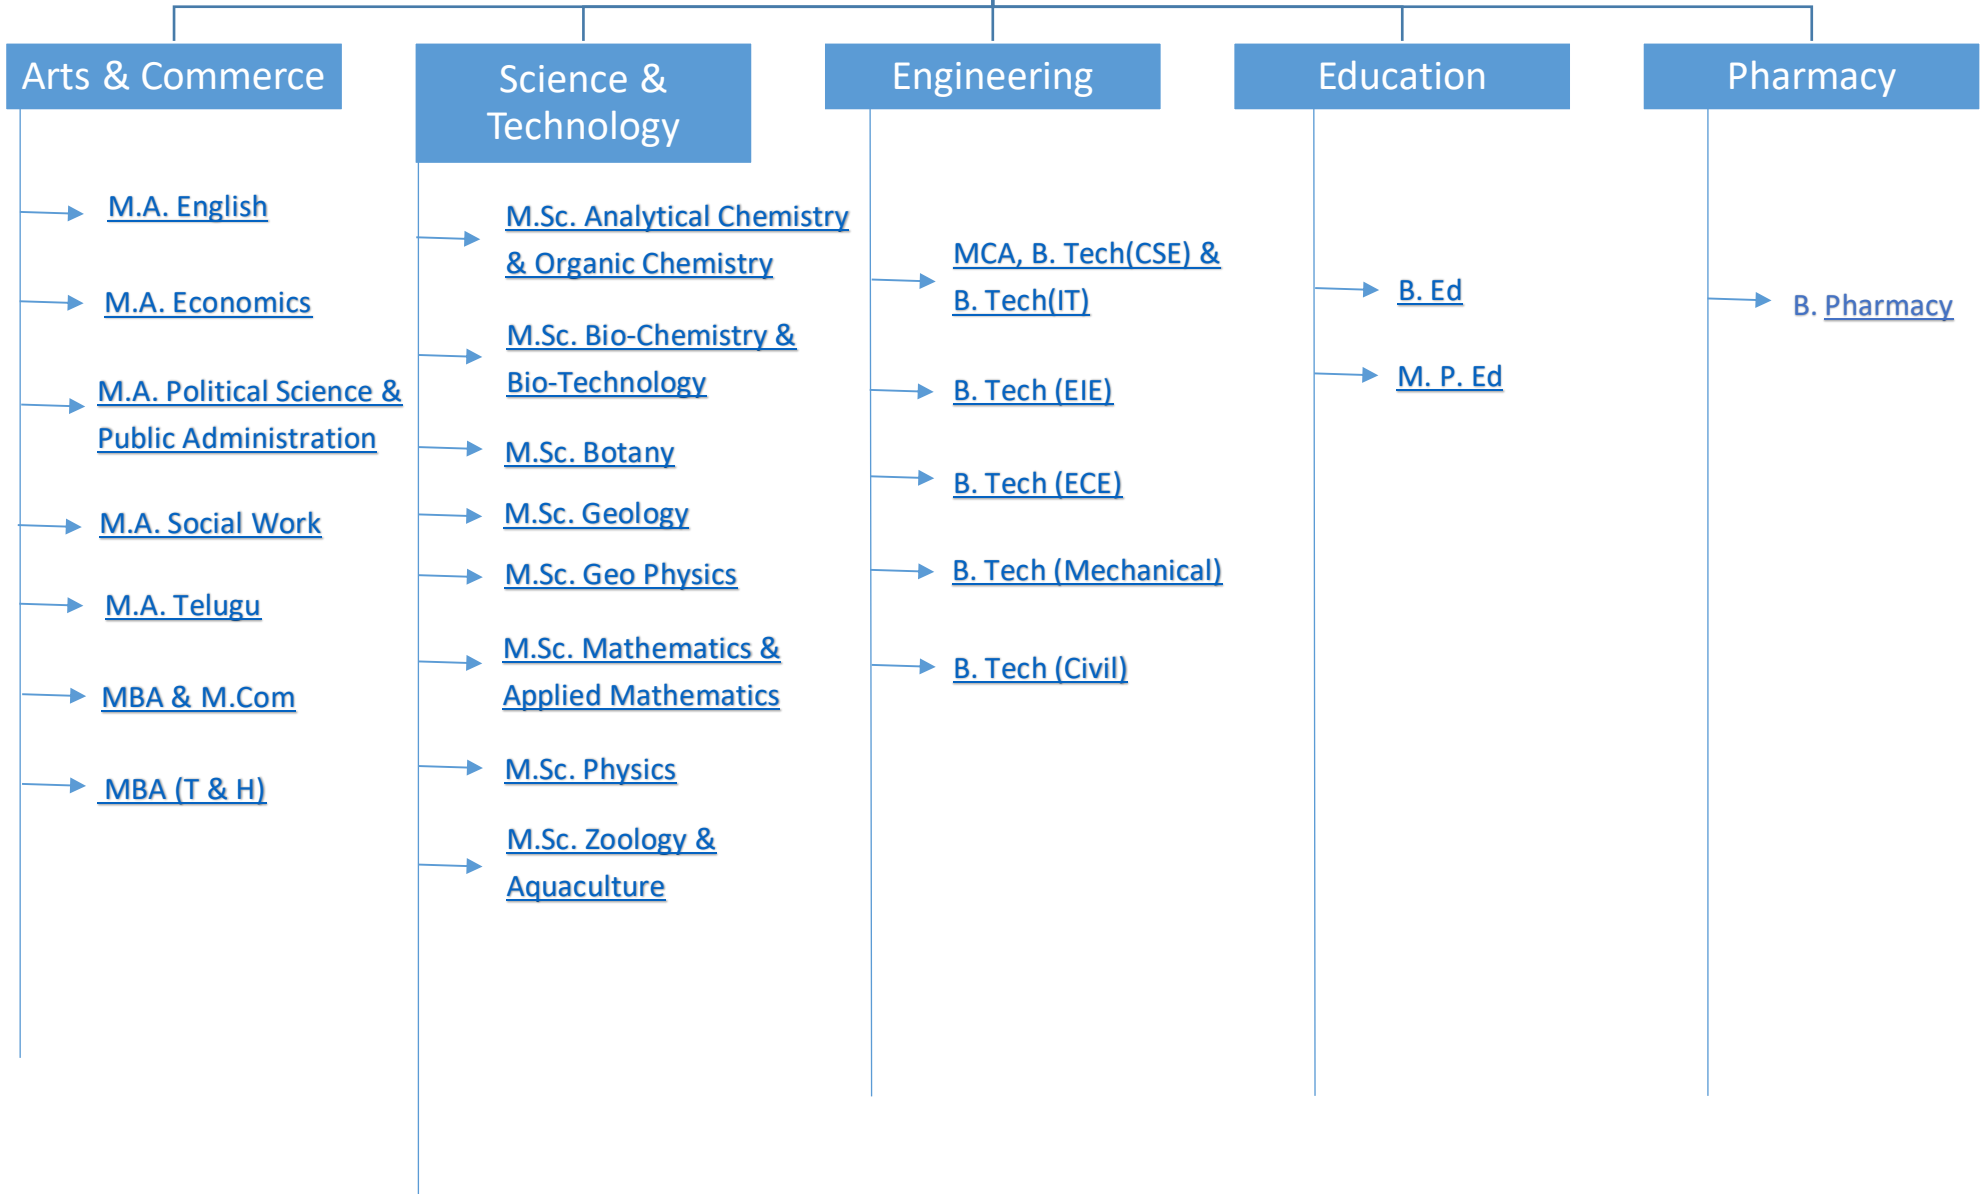 Arts & Commerce
M.A. English
M.A. Economics
M.A. Political Science &
Public Administration
M.A. Social Work
M.A. Telugu
MBA & M.Com
MBA (T & H)
Science &
Technology
M.Sc. Analytical Chemistry
& Organic Chemistry
M.Sc. Bio-Chemistry &
Bio-Technology
M.Sc. Botany
M.Sc. Geology
M.Sc. Geo Physics
M.Sc. Mathematics &
Applied Mathematics
M.Sc. Physics
M.Sc. Zoology &
Aquaculture
Engineering
MCA, B. Tech(CSE) &
B. Tech(IT)
B. Tech (EIE)
B. Tech (ECE)
B. Tech (Mechanical)
B. Tech (Civil)
Education
B. Ed
M. P. Ed
Pharmacy
B. Pharmacy